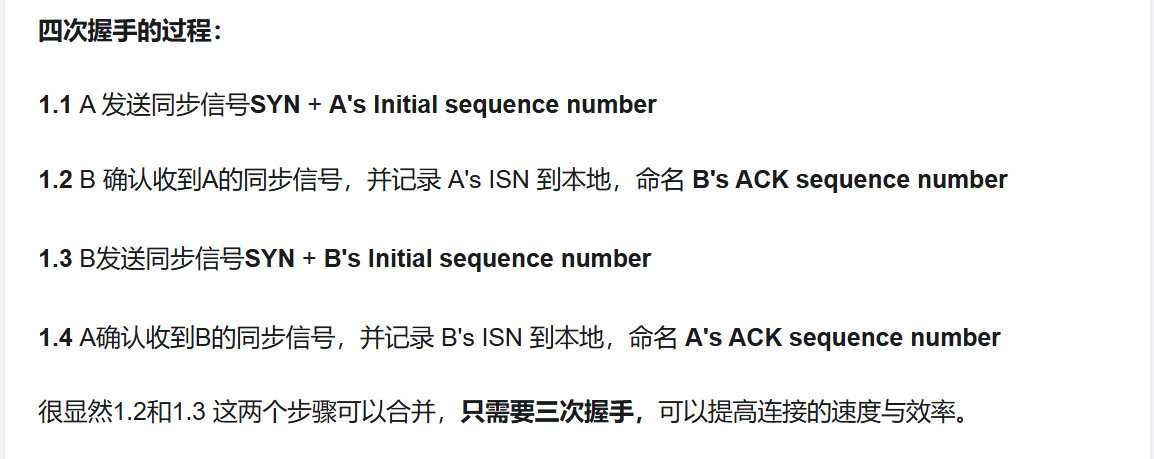 四次握手的过程：
1.1 A 发送同步信号SYN + A's Initial sequence number
1.2 B 确认收到A的同步信号，并记录 A's ISN 到本地，命名 B's ACK sequence number
1.3 B发送同步信号SYN + B's Initial sequence number
1.4 A确认收到B的同步信号，并记录 B's ISN 到本地，命名 A's ACK sequence number
很显然1.2和1.3 这两个步骤可以合并，只需要三次握手，可以提高连接的速度与效率。